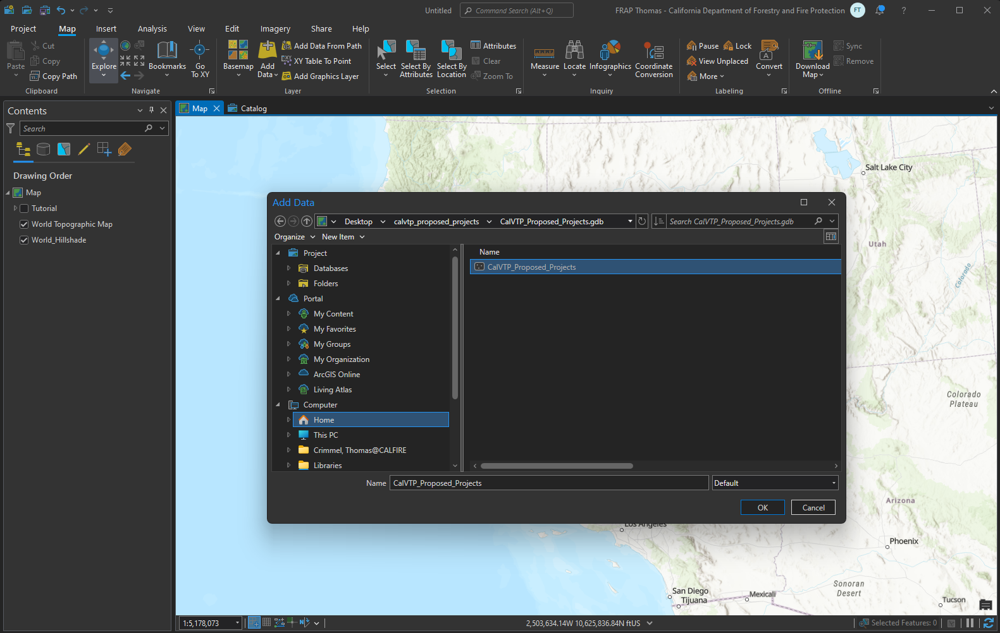 Untitled
Command Search (Alt+Q)
FRAP Thomas - California Department of Forestry and Fire Protection
FT
?
Project
Map
Insert
Analysis
View
Edit
Imagery
Share
Help
Paste
Cut
Copy
Copy Path
Clipboard
Explore
Bookmarks
Go
To XY
Navigate
Basemap
Add
Data
Add Data From Path
XY Table To Point
Add Graphics Layer
Layer
Select
Select By
Attributes
Select By
Location
Attributes
Clear
Zoom To
Selection
Measure
Locate
Infographics
Coordinate
Conversion
Inquiry
Pause
Lock
View Unplaced
More
Convert
Labeling
Download
Map
Sync
Remove
Offline
Contents
Search
Drawing Order
Map
Tutorial
World Topographic Map
World_Hillshade
Map
Catalog
Salt Lake City
Utah
Colorado
Colorado
Plateau
Arizona
Phoenix
Los Angeles
San Diego
Tijuana
Mexicali
Sonoran
Desert
Tucson
Add Data
Desktop
calvtp_proposed_projects
CalVTP_Proposed_Projects.gdb
Search CalVTP_Proposed_Projects.gdb
Organize
New Item
Project
Databases
Folders
Portal
My Content
My Favorites
My Groups
My Organization
ArcGIS Online
Living Atlas
Computer
Home
This PC
Crimmel, Thomas@CALFIRE
Libraries
Name
CalVTP_Proposed_Projects
Name
CalVTP_Proposed_Projects
Default
OK
Cancel
1:5,178,073
2,503,634.14W 10,625,836.84N ftUS
Selected Features: 0